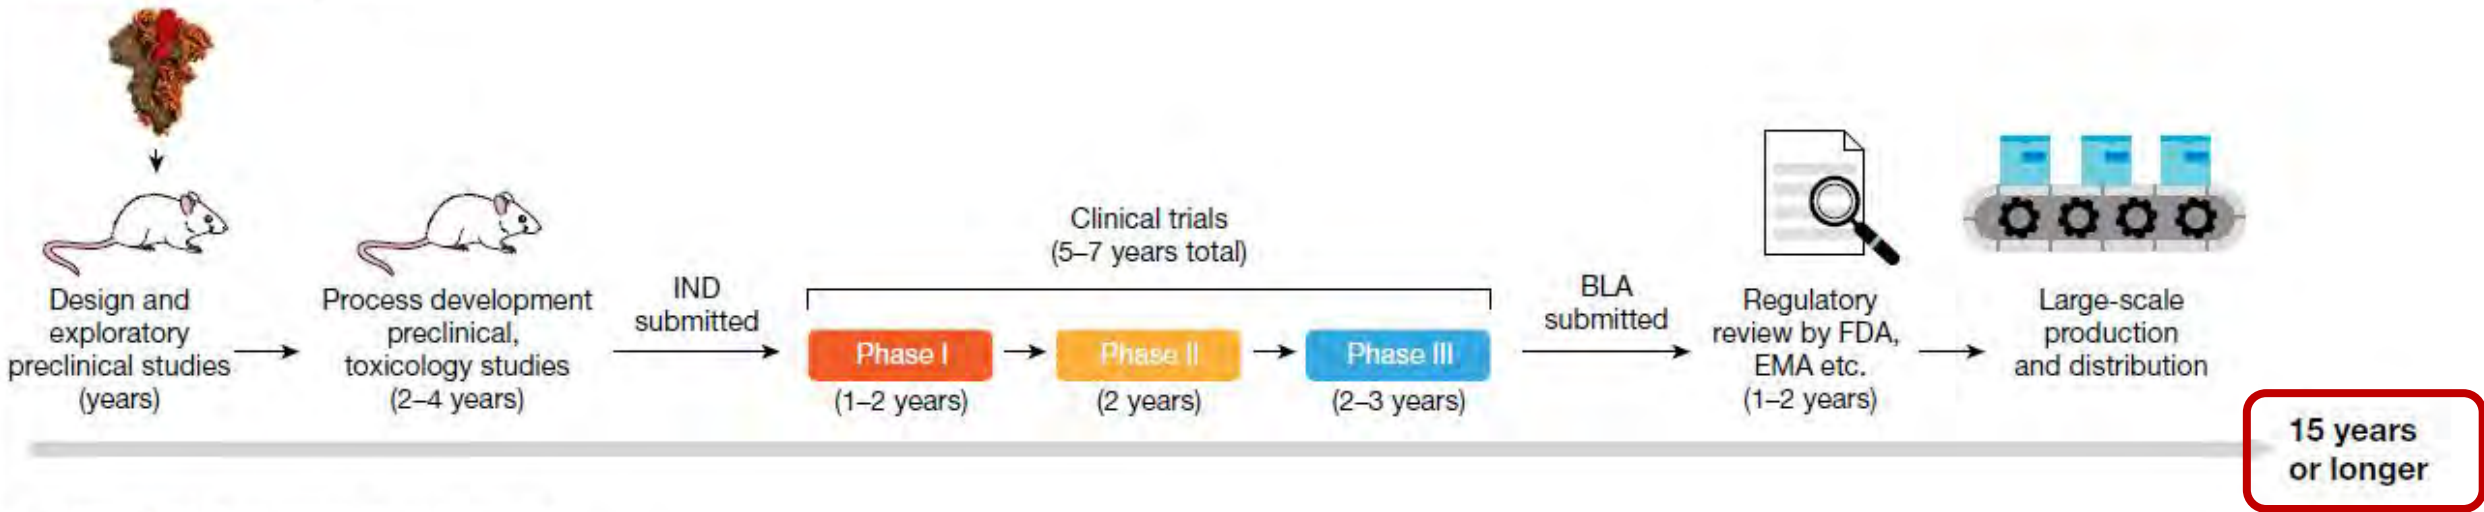 Design and
exploratory
preclinical studies
(years)
Process development
preclinical,
toxicology studies
(2–4 years)
IND
submitted
Clinical trials
(5–7 years total)
Phase I
(1–2 years)
Phase II
(2 years)
Phase III
(2–3 years)
BLA
submitted
Regulatory
review by FDA,
EMA etc.
(1–2 years)
Large-scale
production
and distribution
15 years
or longer